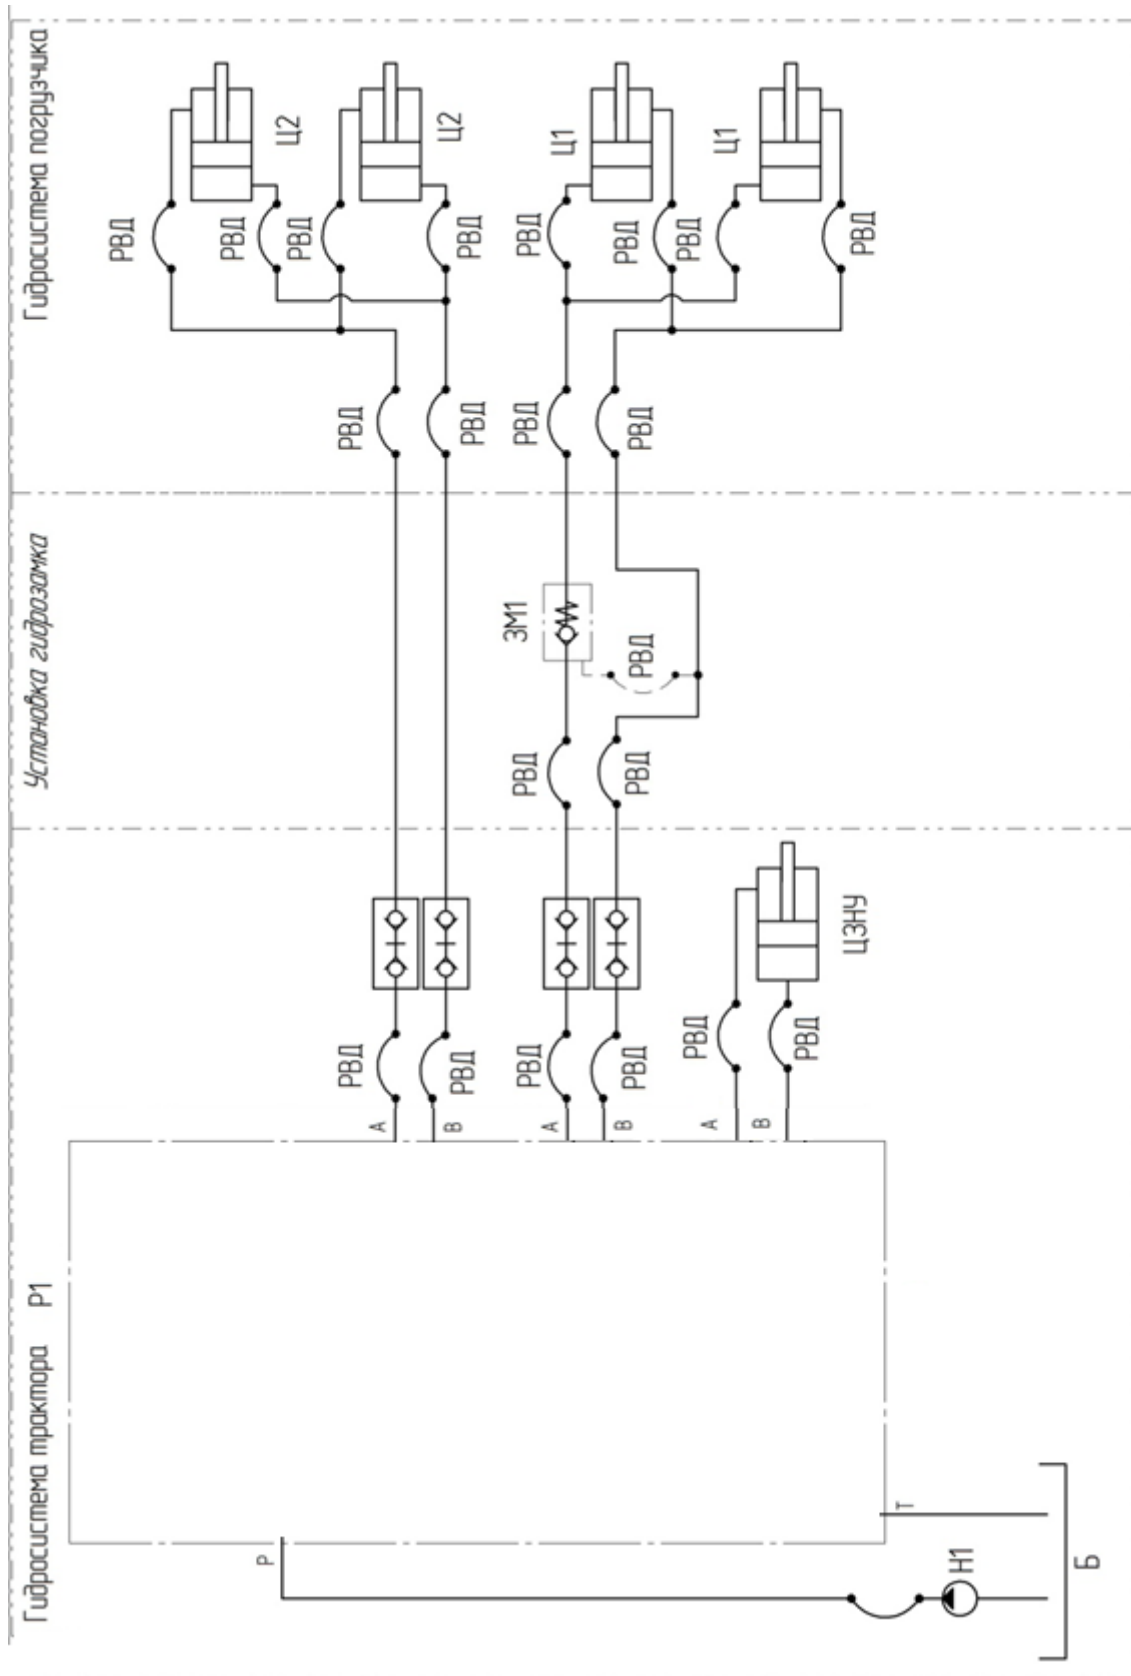 Гидросистема погрузчика
Ц2
Ц2
Ц1
Ц1
РВД
РВД
РВД
РВД
РВД
РВД
РВД
РВД
РВД
РВД
РВД
РВД
Установка гидрозамка
ЗМ1
РВД
РВД
РВД
Гидросистема трактора
Р1
ЦЗНУ
РВД
РВД
РВД
РВД
РВД
РВД
А
В
А
В
А
В
Р
Т
Н1
Б